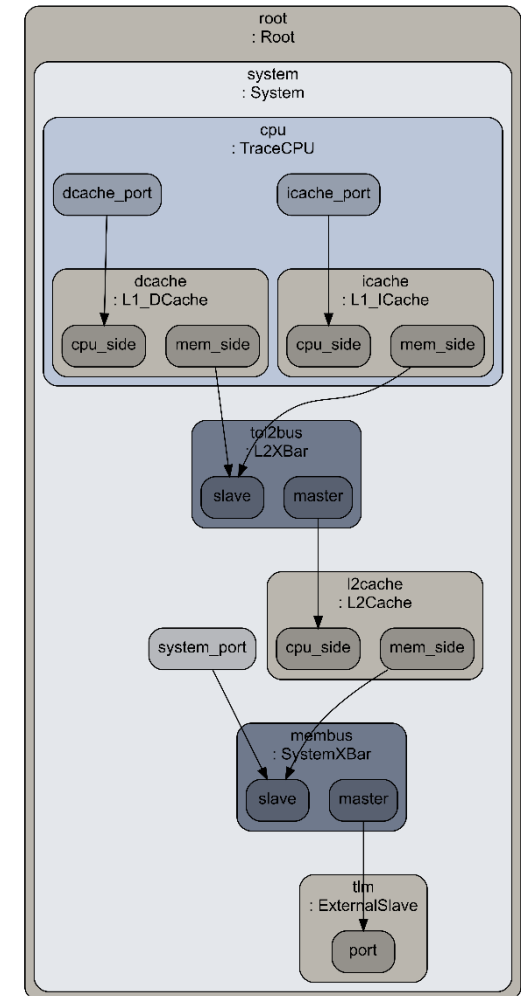 root
: Root
system
: System
cpu
: TraceCPU
dcache_port
icache_port
dcache
: L1_DCache
icache
: L1_ICache
cpu_side
mem_side
cpu_side
mem_side
tol2bus
: L2XBar
slave
master
l2cache
: L2Cache
system_port
cpu_side
mem_side
membus
: SystemXBar
slave
master
tlm
: ExternalSlave
port